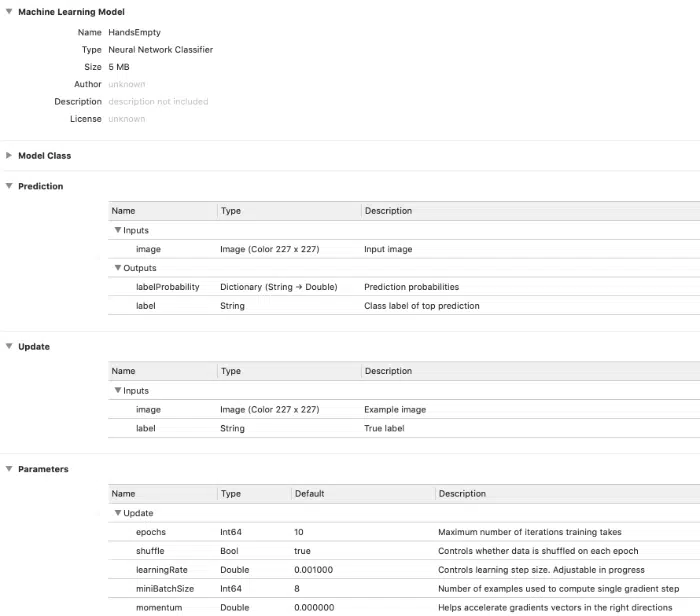 Machine Learning Model
Name HandsEmpty
Type Neural Network Classifier
Size 5 MB
Author unknown
Description description not included
License unknown
Model Class
Prediction
Name Type Description
Inputs
image Image (Color 227 x 227) Input image
Outputs
labelProbability Dictionary (String → Double) Prediction probabilities
label String Class label of top prediction
Update
Name Type Description
Inputs
image Image (Color 227 x 227) Example image
label String True label
Parameters
Name Type Default Description
Update
epochs Int64 10 Maximum number of iterations training takes
shuffle Bool true Controls whether data is shuffled on each epoch
learningRate Double 0.001000 Controls learning step size. Adjustable in progress
miniBatchSize Int64 8 Number of examples used to compute single gradient step
momentum Double 0.000000 Helps accelerate gradients vectors in the right directions